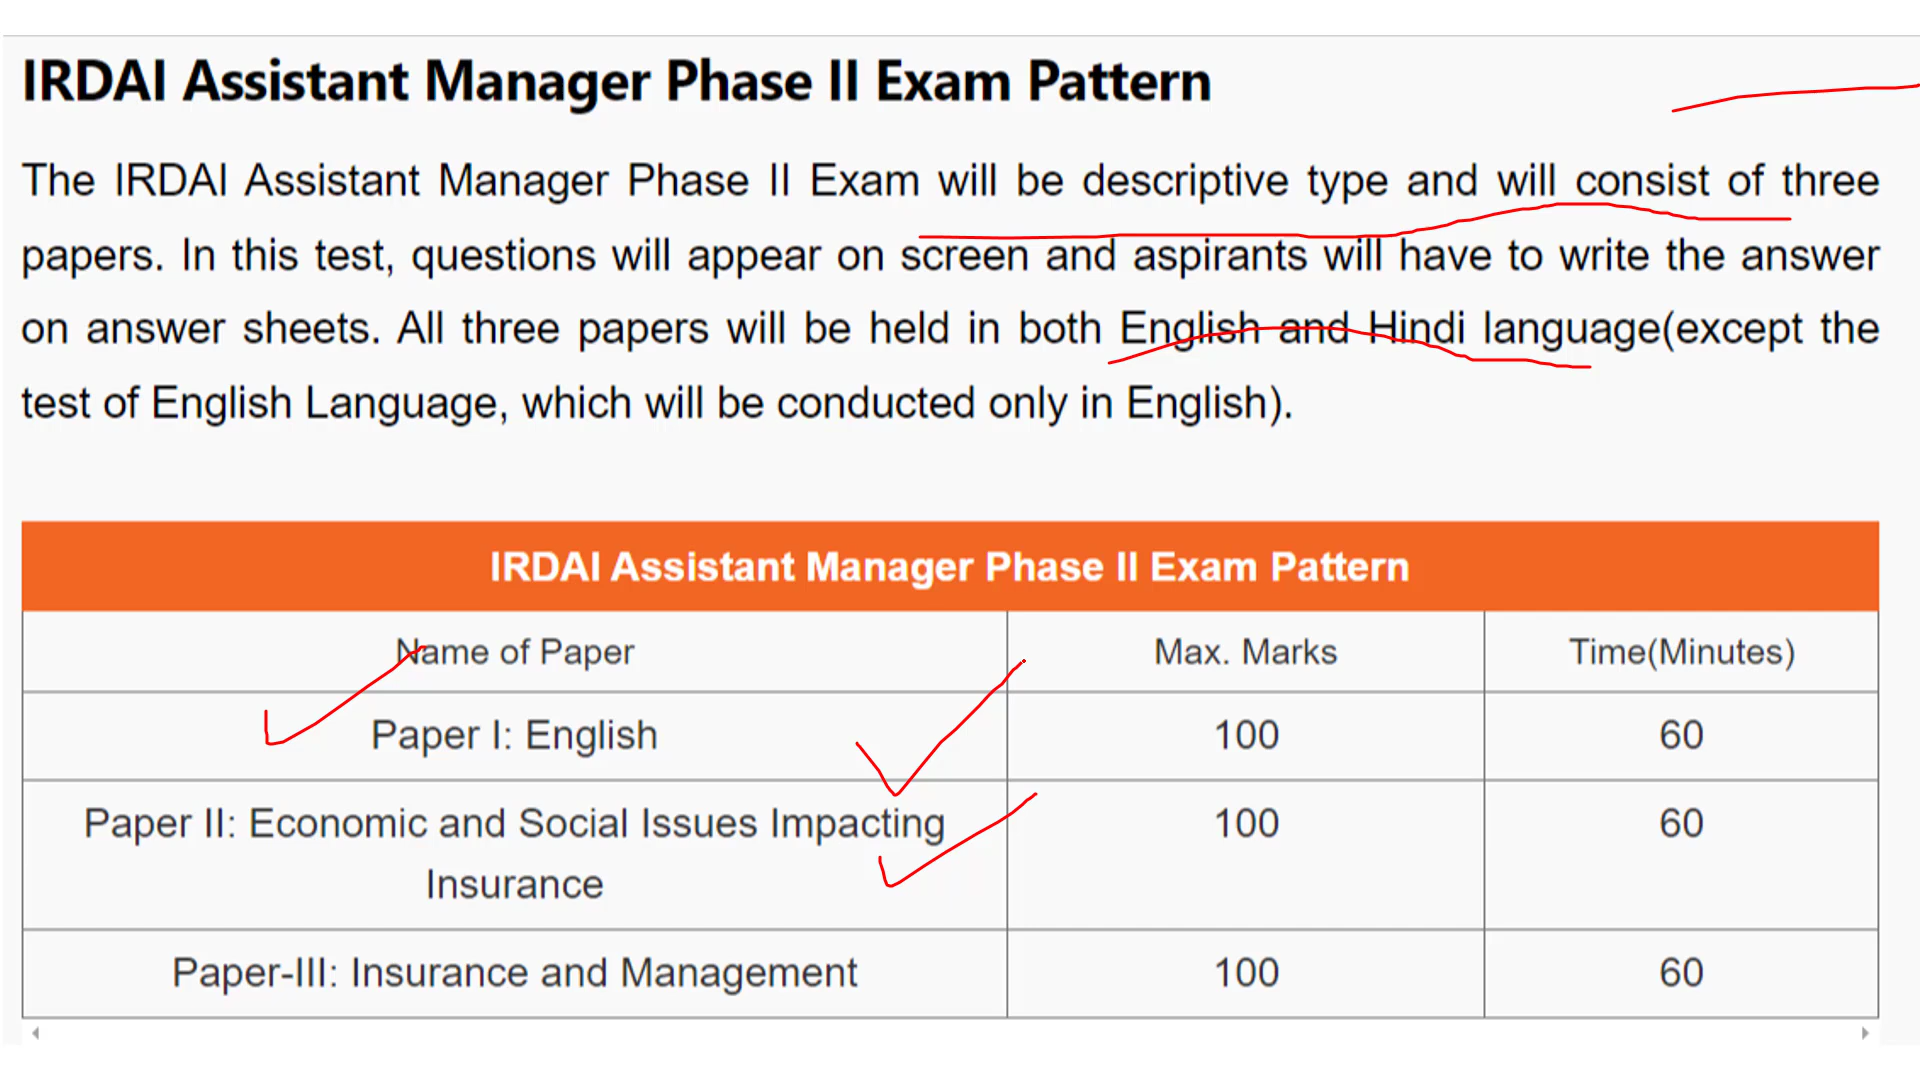 IRDAI Assistant Manager Phase II Exam Pattern
The IRDAI Assistant Manager Phase II Exam will be descriptive type and will consist of three
papers. In this test, questions will appear on screen and aspirants will have to write the answer
on answer sheets. All three papers will be held in both English and Hindi language(except the
test of English Language, which will be conducted only in English).
IRDAI Assistant Manager Phase II Exam Pattern
Name of Paper Max. Marks Time(Minutes)
Paper I: English 100 60
Paper II: Economic and Social Issues Impacting 100 60
Insurance
Paper-III: Insurance and Management 100 60